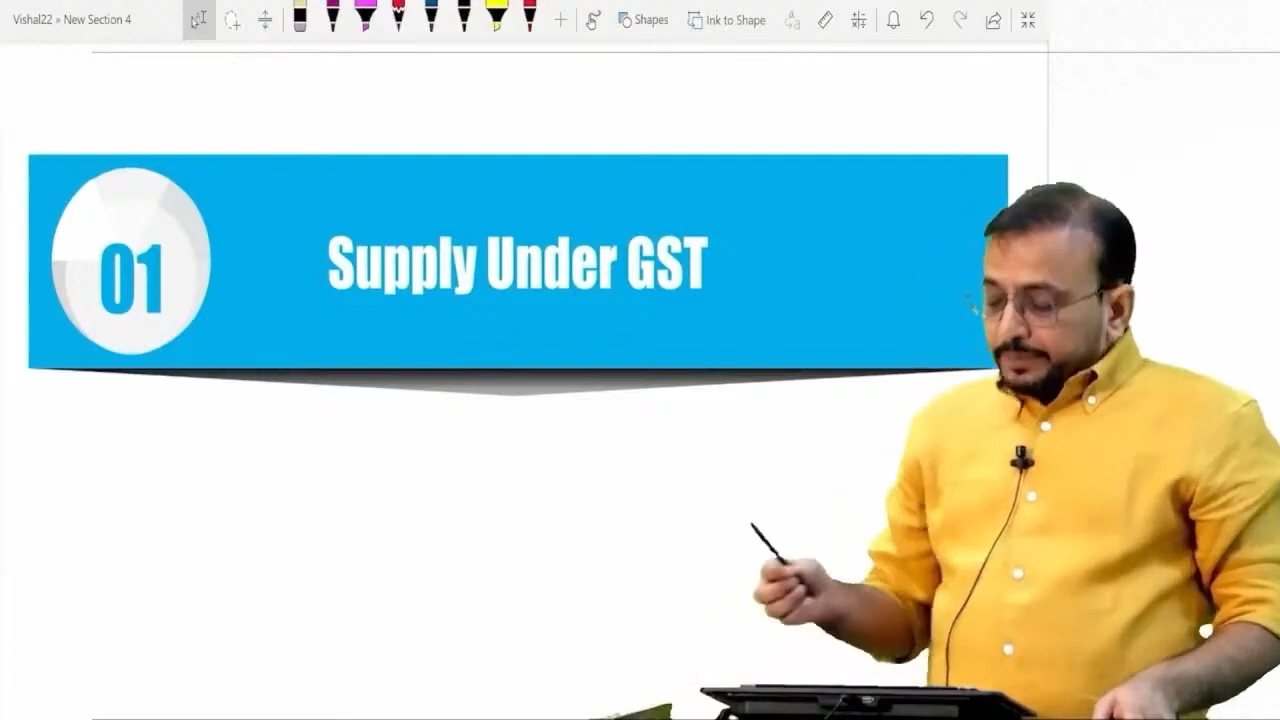 Vishal22 » New Section 4
Shapes
Ink to Shape
01
Supply Under GST